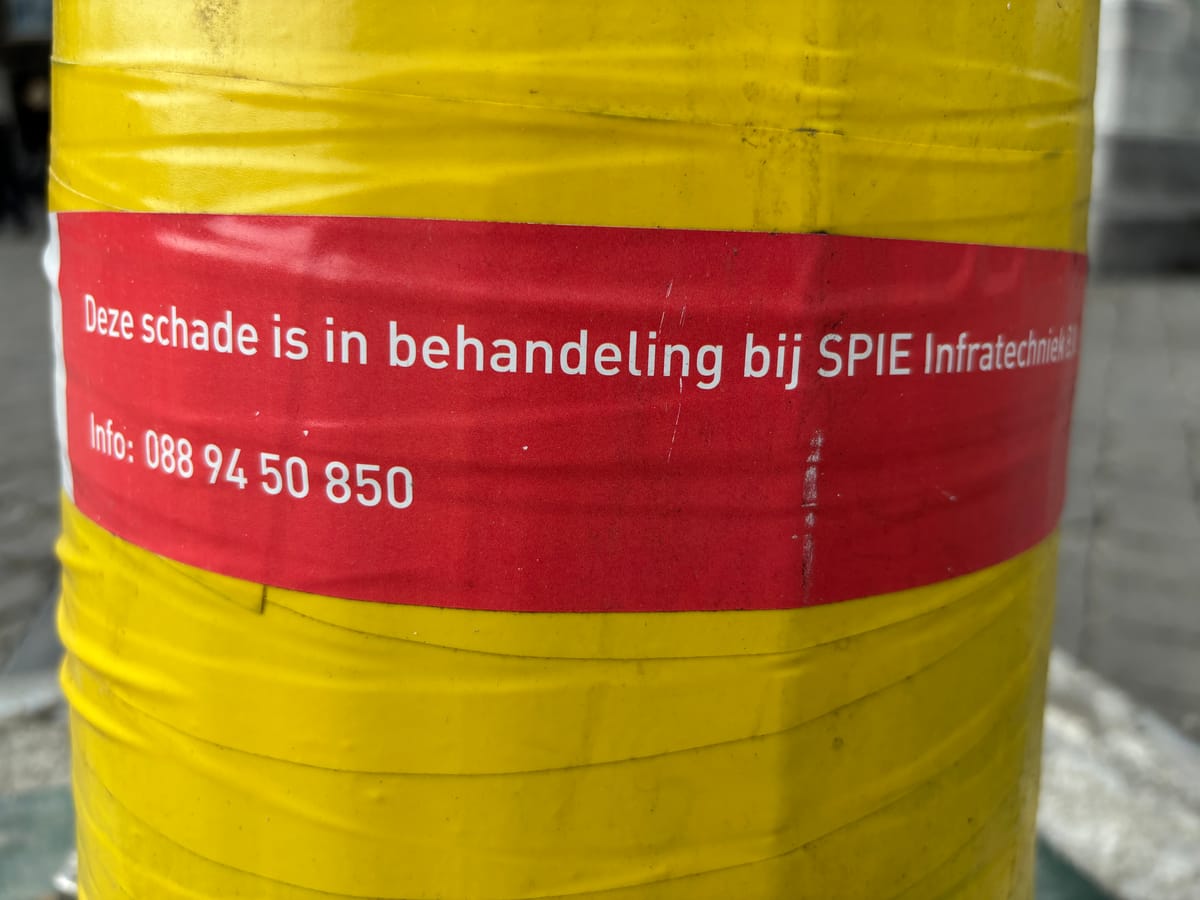 Deze schade is in behandeling bij SPIE Infratechniek
Info: 088 94 50 850